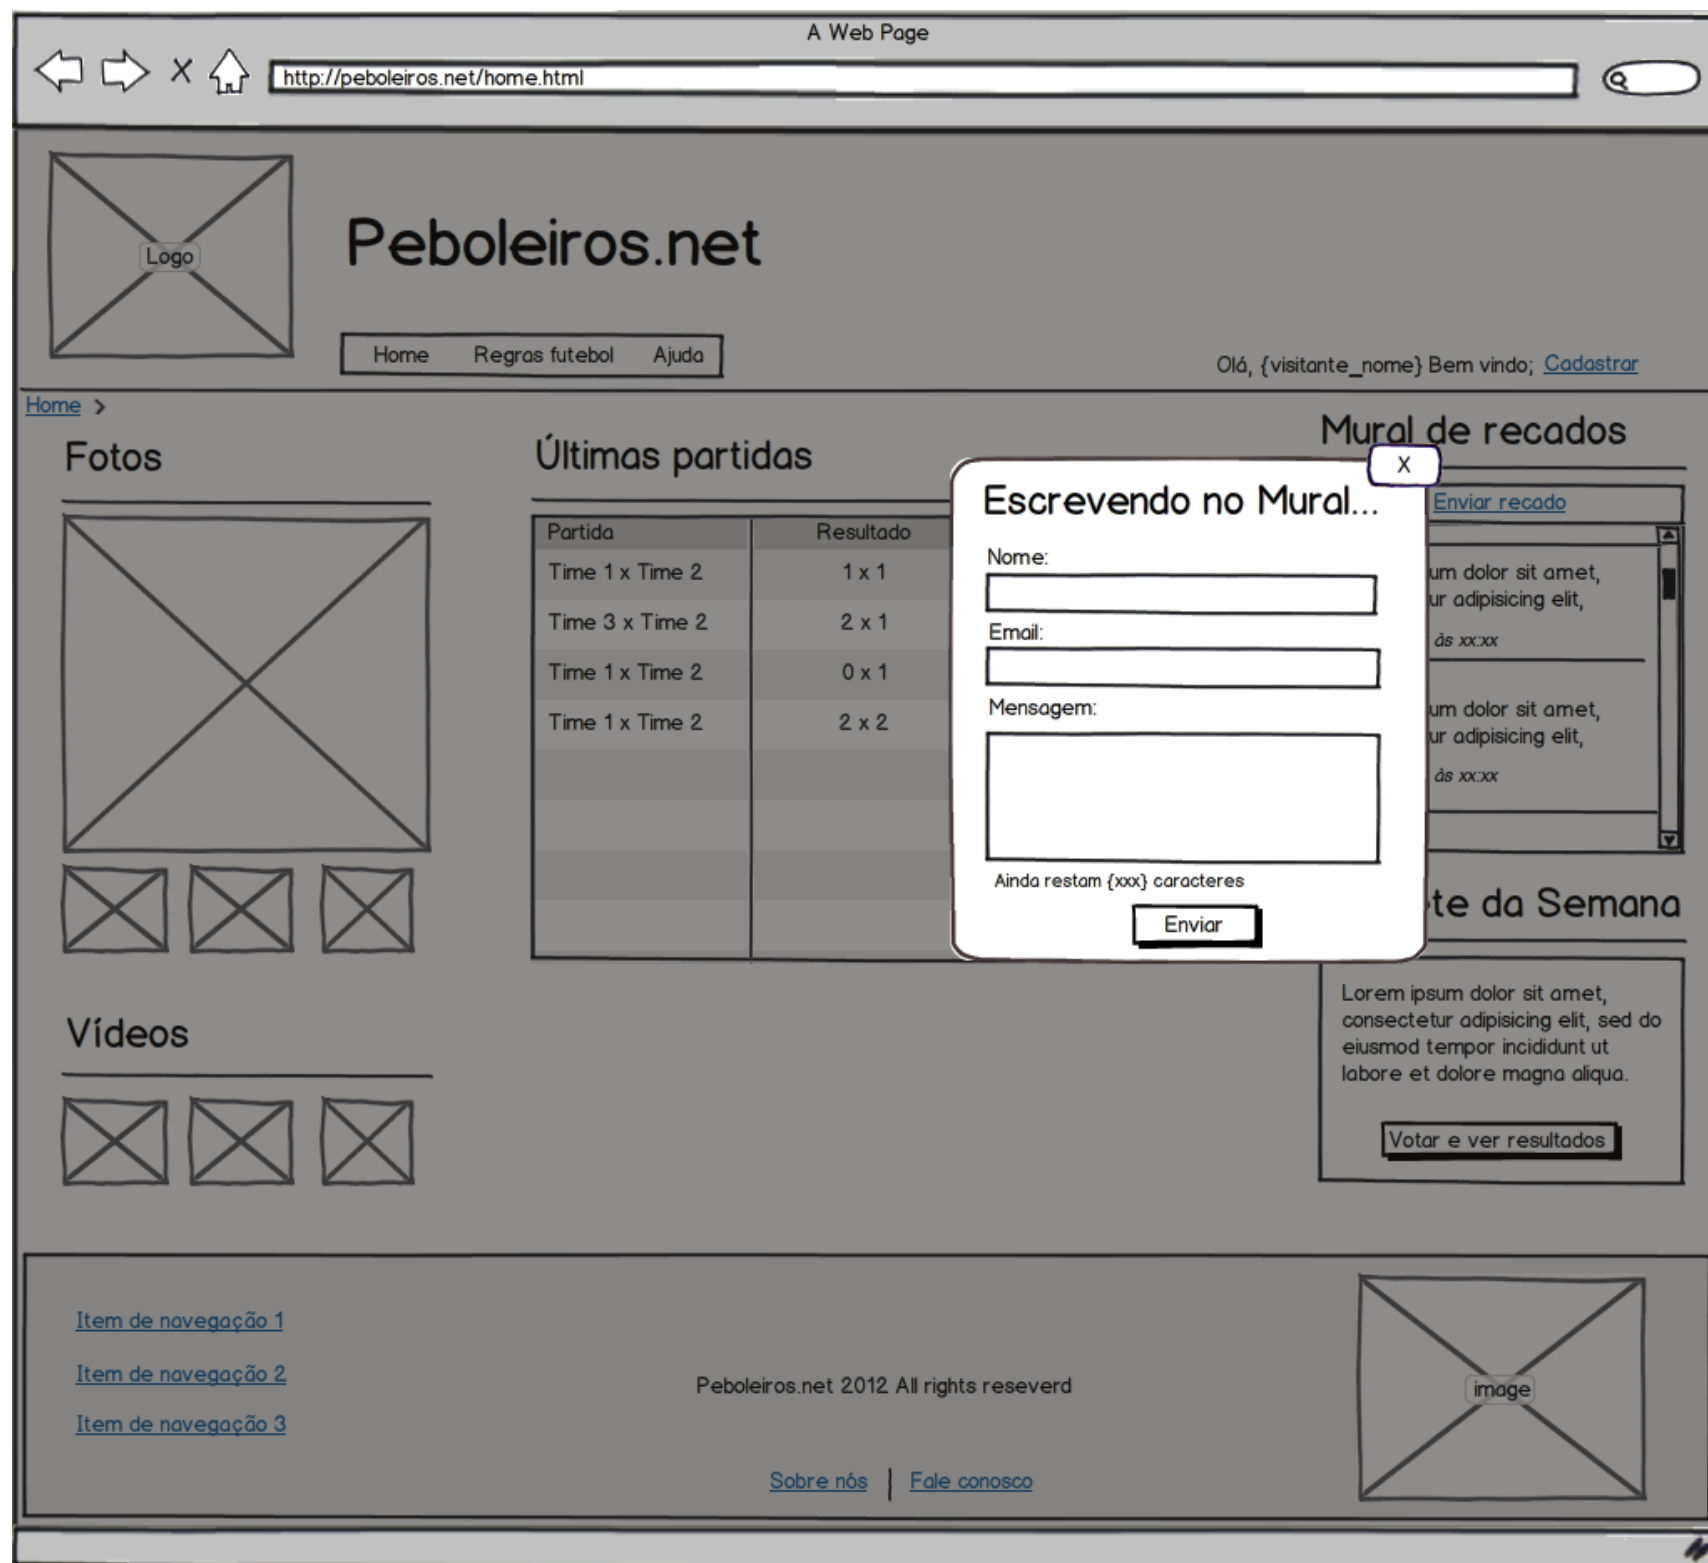 A Web Page
http://peboleiros.net/home.html
Logo
Peboleiros.net
Home Regras futebol Ajuda
Olá, {visitante_nome} Bem vindo; Cadastrar
Home >
Fotos
Últimas partidas
Partida Resultado
Time 1 x Time 2 1 x 1
Time 3 x Time 2 2 x 1
Time 1 x Time 2 0 x 1
Time 1 x Time 2 2 x 2
Mural de recados
X
Escrevendo no Mural...
Nome:
Email:
Mensagem:
Ainda restam {xxx} caracteres
Enviar
Enviar recado
dolor sit amet,
adipisicing elit,
às xx:xx
dolor sit amet,
adipisicing elit,
às xx:xx
da Semana
Lorem ipsum dolor sit amet,
consectetur adipisicing elit, sed do
eiusmod tempor incididunt ut
labore et dolore magna aliqua.
Votar e ver resultados
Vídeos
Item de navegação 1
Item de navegação 2
Item de navegação 3
Peboleiros.net 2012 All rights reseverd
Sobre nós | Fale conosco
image